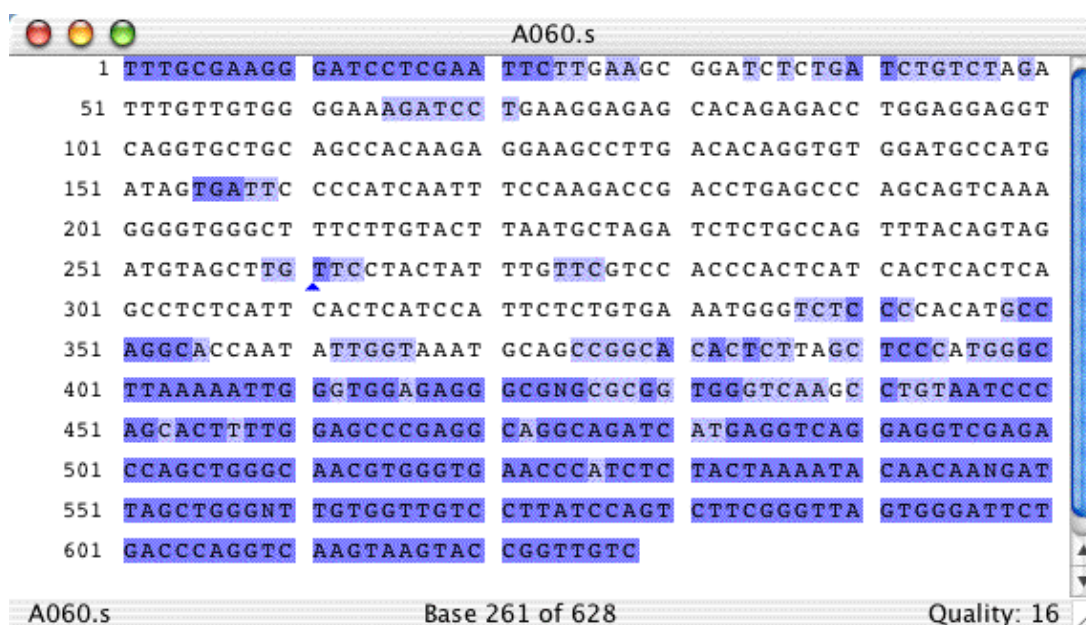 A060.s
1 TTTGCGAAGG GATCCTCGAA TTCTTGAAGC GGATCTCTGA TCTGTCTAGA
51 TTTGTTGTGG GGAAAGATCC TGAAGGAGAG CACAGAGACC TGGAGGAGGT
101 CAGGTGCTGC AGCCACAAGA GGAAGCCTTG ACACAGGTGT GGATGCCATG
151 ATAGTGATTC CCCATCAATT TCCAAGACCG ACCTGAGCCC AGCAGTCAAA
201 GGGGTGGGCT TTCTTGTACT TAATGCTAGA TCTCTGCCAG TTTACAGTAG
251 ATGTAGCTTG TTCCTACTAT TTGTTCGTCC ACCCACTCAT CACTCACTCA
301 GCCTCTCATT CACTCATCCA TTCTCTGTGA AATGGGTCTC CCCACATGCC
351 AGGCACCAAT ATTGGTAAAT GCAGCCGGCA CACTCTTAGC TCCCATGGGC
401 TTAAAAATTG GGTGGAGAGG GCGNGCGCGG TGGGTCAAGC CTGTAATCCC
451 AGCACTTTTG GAGCCCGAGG CAGGCAGATC ATGAGGTCAG GAGGTCGAGA
501 CCAGCTGGGC AACGTGGGTG AACCCATCTC TACTAAAATA CAACAANGAT
551 TAGCTGGGNT TGTGGTTGTC CTTATCCAGT CTTCGGGTTA GTGGGATTCT
601 GACCCAGGTC AAGTAAGTAC CGGTTGTC
A060.s Base 261 of 628 Quality: 16